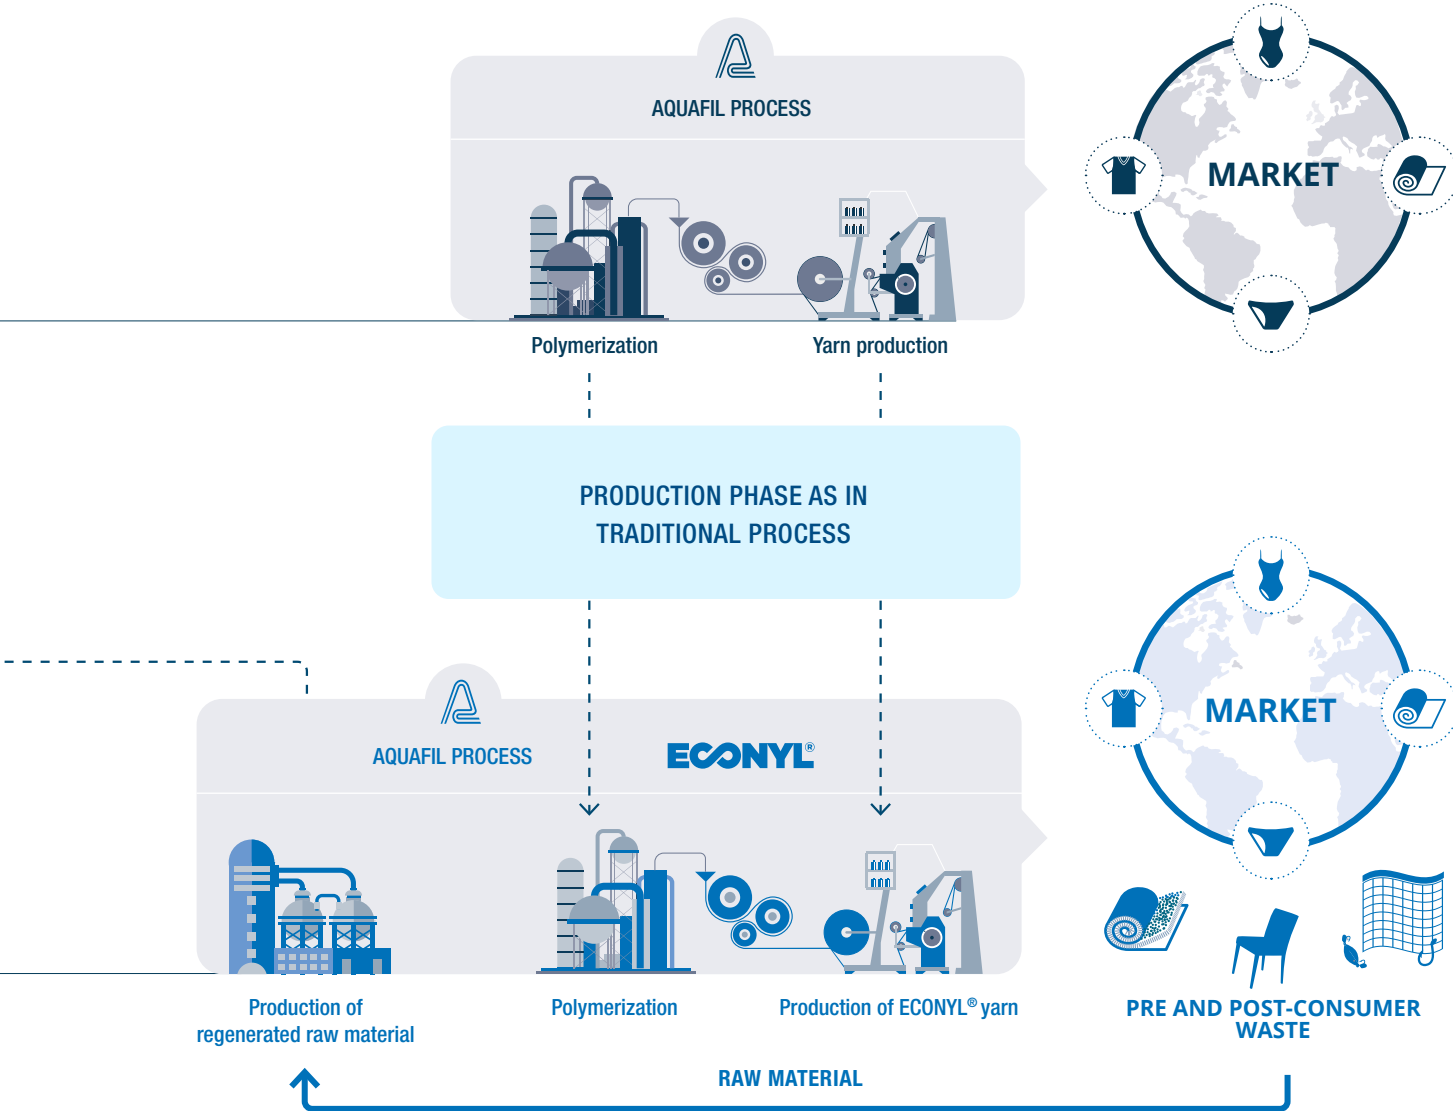 AQUAFIL PROCESS
MARKET
Polymerization
Yarn production
PRODUCTION PHASE AS IN
TRADITIONAL PROCESS
AQUAFIL PROCESS
ECONYL®
MARKET
Production of
regenerated raw material
Polymerization
Production of ECONYL® yarn
PRE AND POST-CONSUMER
WASTE
RAW MATERIAL